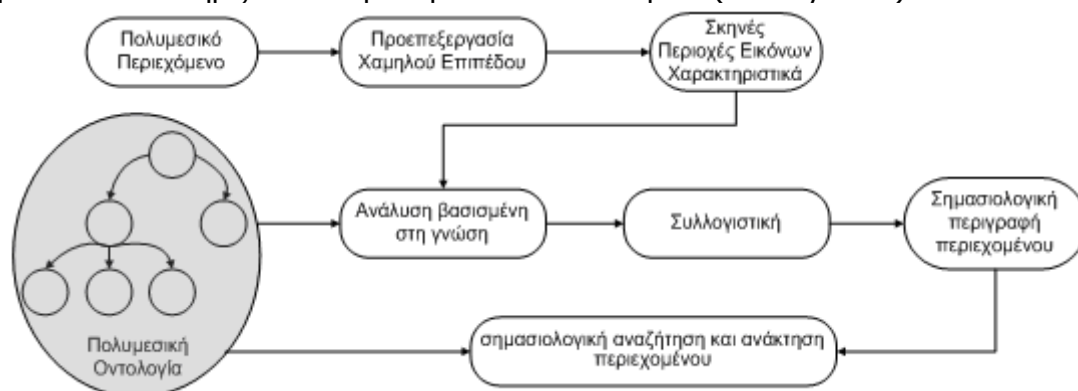 Πολυμεσικό
Περιεχόμενο
Προεπεξεργασία
Χαμηλού Επιπέδου
Σκηνές
Περιοχές Εικόνων
Χαρακτηριστικά
Ανάλυση βασισμένη
στη γνώση
Συλλογιστική
Σημασιολογική
περιγραφή
περιεχομένου
Πολυμεσική
Οντολογία
σημασιολογική αναζήτηση και ανάκτηση
περιεχομένου